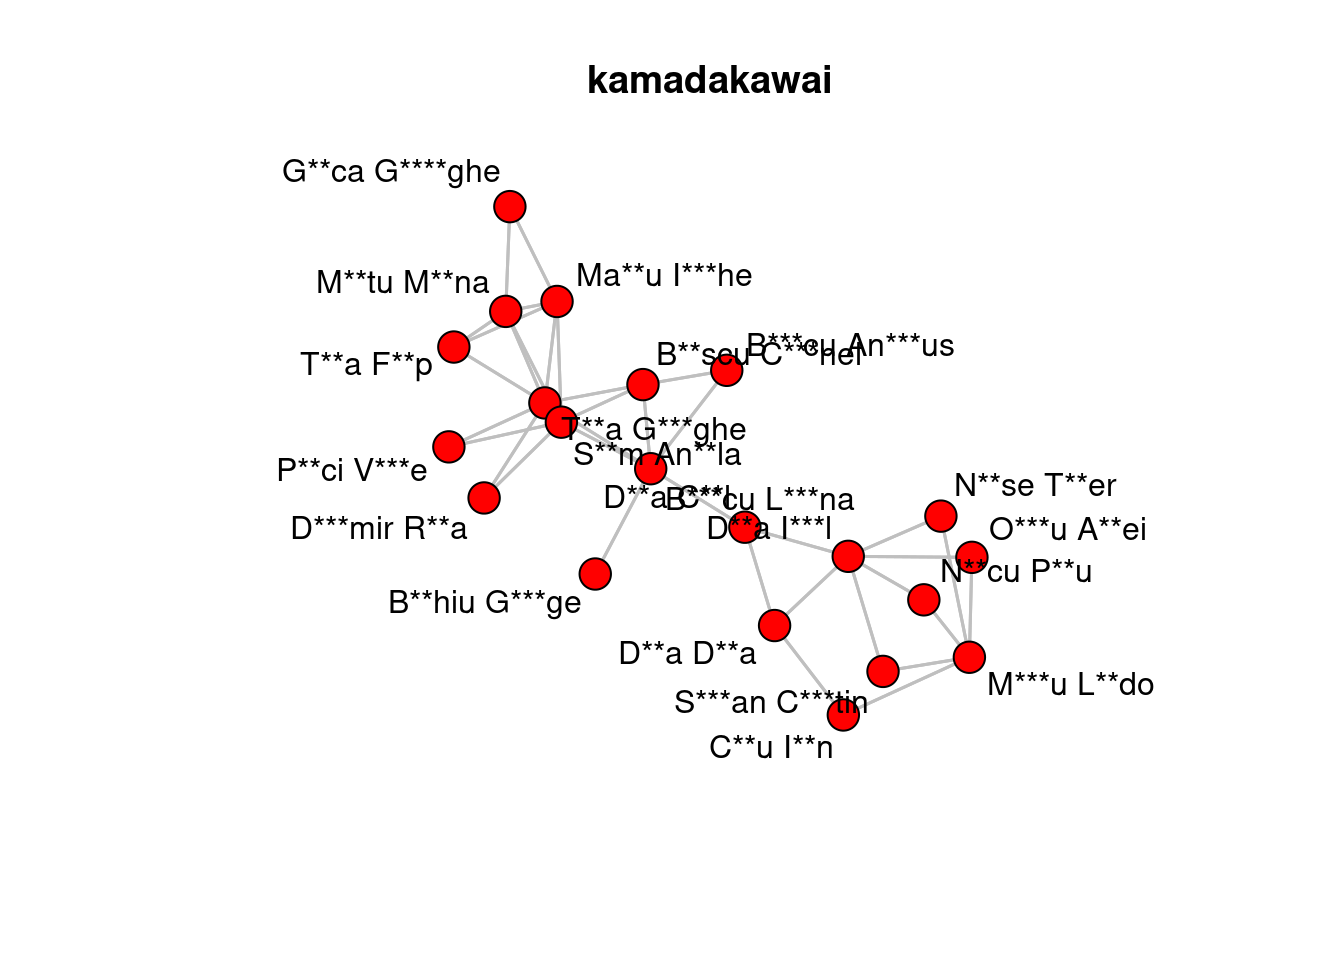 kamadakawai
G**ca G****ghe
M**tu M**na
Ma**u I***he
T**a F**p
B**scu C***nel
B***cu An***us
T**a G***ghe
S**m An**la
P**ci V***e
D**a C**l
B***cu L***na
D***mir R**a
D**a I***l
N**se T**er
O***u A**ei
N**cu P**u
B**hiu G***ge
D**a D**a
M***u L**do
S***an C***tin
C**u I**n